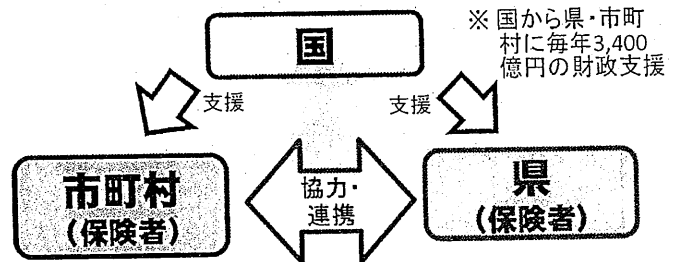 国
※ 国から県・市町
村に毎年3,400
億円の財政支援
支援
支援
市町村
(保険者)
協力・
連携
県
(保険者)